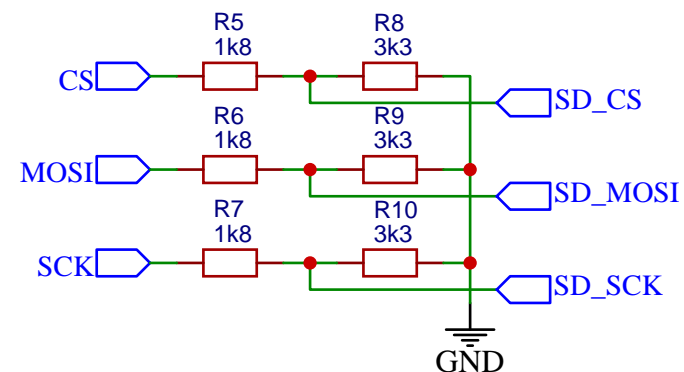 R5 R8
1k8 3k3
CS
SD_CS
R6 R9
1k8 3k3
MOSI
SD_MOSI
R7 R10
1k8 3k3
SCK
SD_SCK
GND